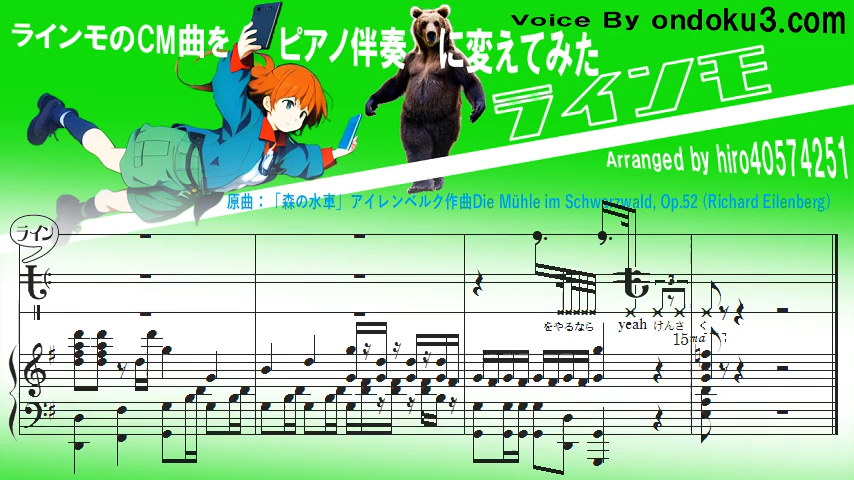 Voice By ondoku3.com
ラインモのCM曲をピアノ伴奏に変えてみた
ラインモ
Arranged by hiro40574251
原曲：「森の水車」アイレンベルク作曲Die Mühle im Schwarzwald, Op.52 (Richard Eilenberg)
ライン
モ
3
をやるなら yeah けんさ く
15ma